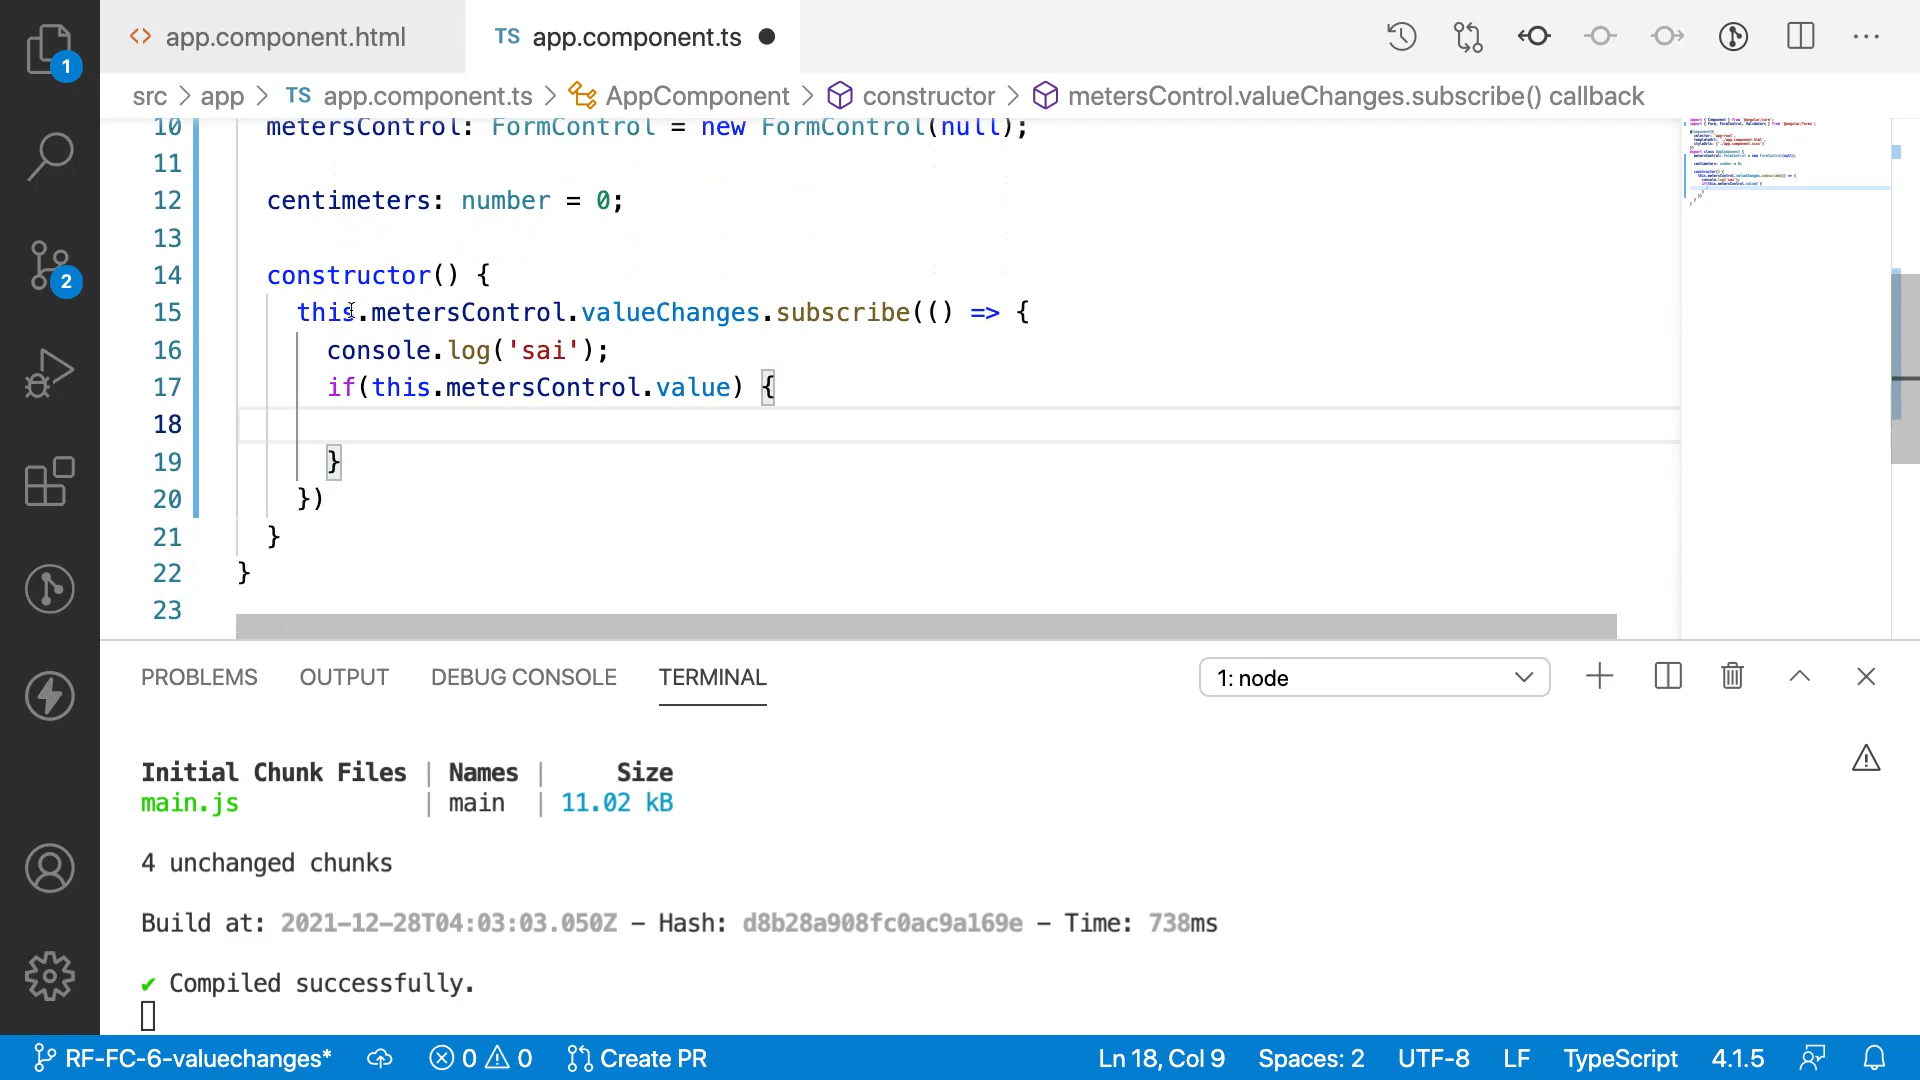 <> app.component.html TS app.component.ts
src > app > TS app.component.ts > AppComponent > constructor > metersControl.valueChanges.subscribe() callback
1
2
10 metersControl: FormControl = new FormControl(null);
11
12 centimeters: number = 0;
13
14 constructor() {
15 this.metersControl.valueChanges.subscribe(() => {
16 console.log('sai');
17 if(this.metersControl.value) {
18
19 }
20 })
21 }
22 }
23
PROBLEMS OUTPUT DEBUG CONSOLE TERMINAL 1: node
Initial Chunk Files | Names | Size
main.js | main | 11.02 kB
4 unchanged chunks
Build at: 2021-12-28T04:03:03.050Z - Hash: d8b28a908fc0ac9a169e - Time: 738ms
✔ Compiled successfully.
RF-FC-6-valuechanges* 0 0 Create PR Ln 18, Col 9 Spaces: 2 UTF-8 LF TypeScript 4.1.5